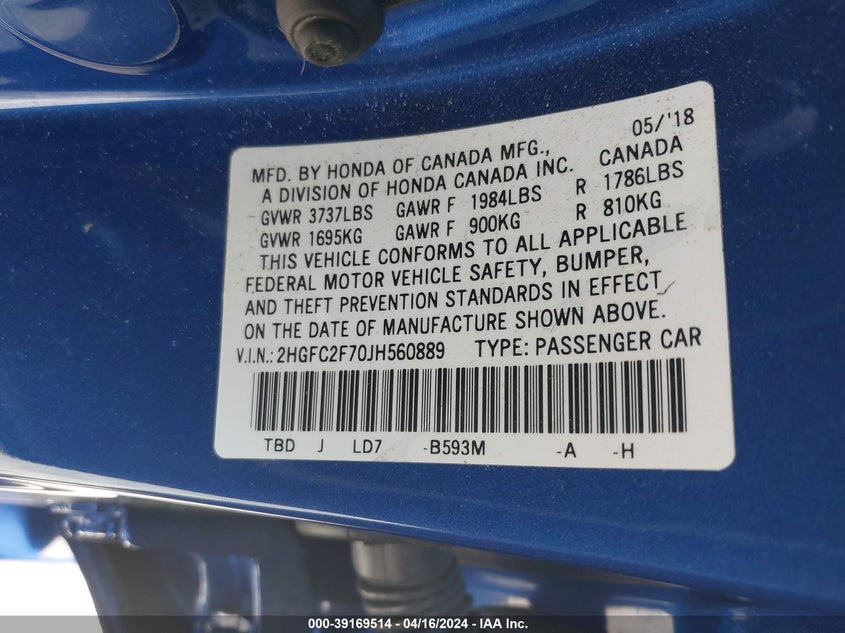 05/'18
MFD. BY HONDA OF CANADA MFG., CANADA
A DIVISION OF HONDA CANADA INC.
GVWR 3737LBS GAWR F 1984LBS R 1786LBS
GVWR 1695KG GAWR F 900KG R 810KG
THIS VEHICLE CONFORMS TO ALL APPLICABLE
FEDERAL MOTOR VEHICLE SAFETY, BUMPER,
AND THEFT PREVENTION STANDARDS IN EFFECT
ON THE DATE OF MANUFACTURE SHOWN ABOVE.
V.I.N.: 2HGFC2F70JH560889 TYPE: PASSENGER CAR
TBD J LD7 -B593M -A -H
000-39169514 - 04/16/2024 - IAA Inc.